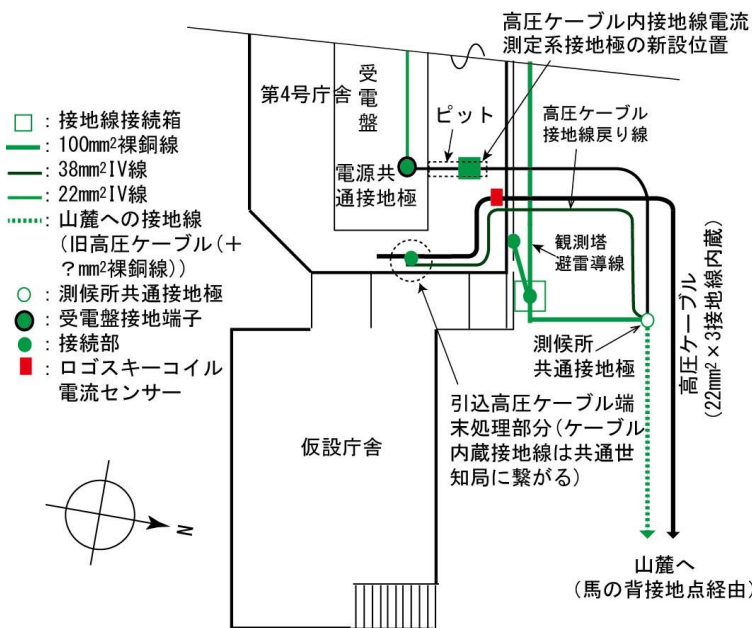 高圧ケーブル内接地線電流
測定系接地極の新設位置
受電盤
第4号庁舎
ピット
高圧ケーブル
接地線戻り線
電源共
通接地極
：接地線接続箱
：100mm²裸銅線
：38mm²IV線
：22mm²IV線
：山麓への接地線
（旧高圧ケーブル（＋
？mm²裸銅線））
：測候所共通接地極
：受電盤接地端子
：接続部
：ロゴスキーコイル
電流センサー
観測塔
避雷導線
測候所
共通接地極
高圧ケーブル
（22mm²×3接地線内蔵）
引込高圧ケーブル端
末処理部分（ケーブル
内蔵接地線は共通世
知局に繋がる）
仮設庁舎
N
山麓へ
（馬の背接地点経由）